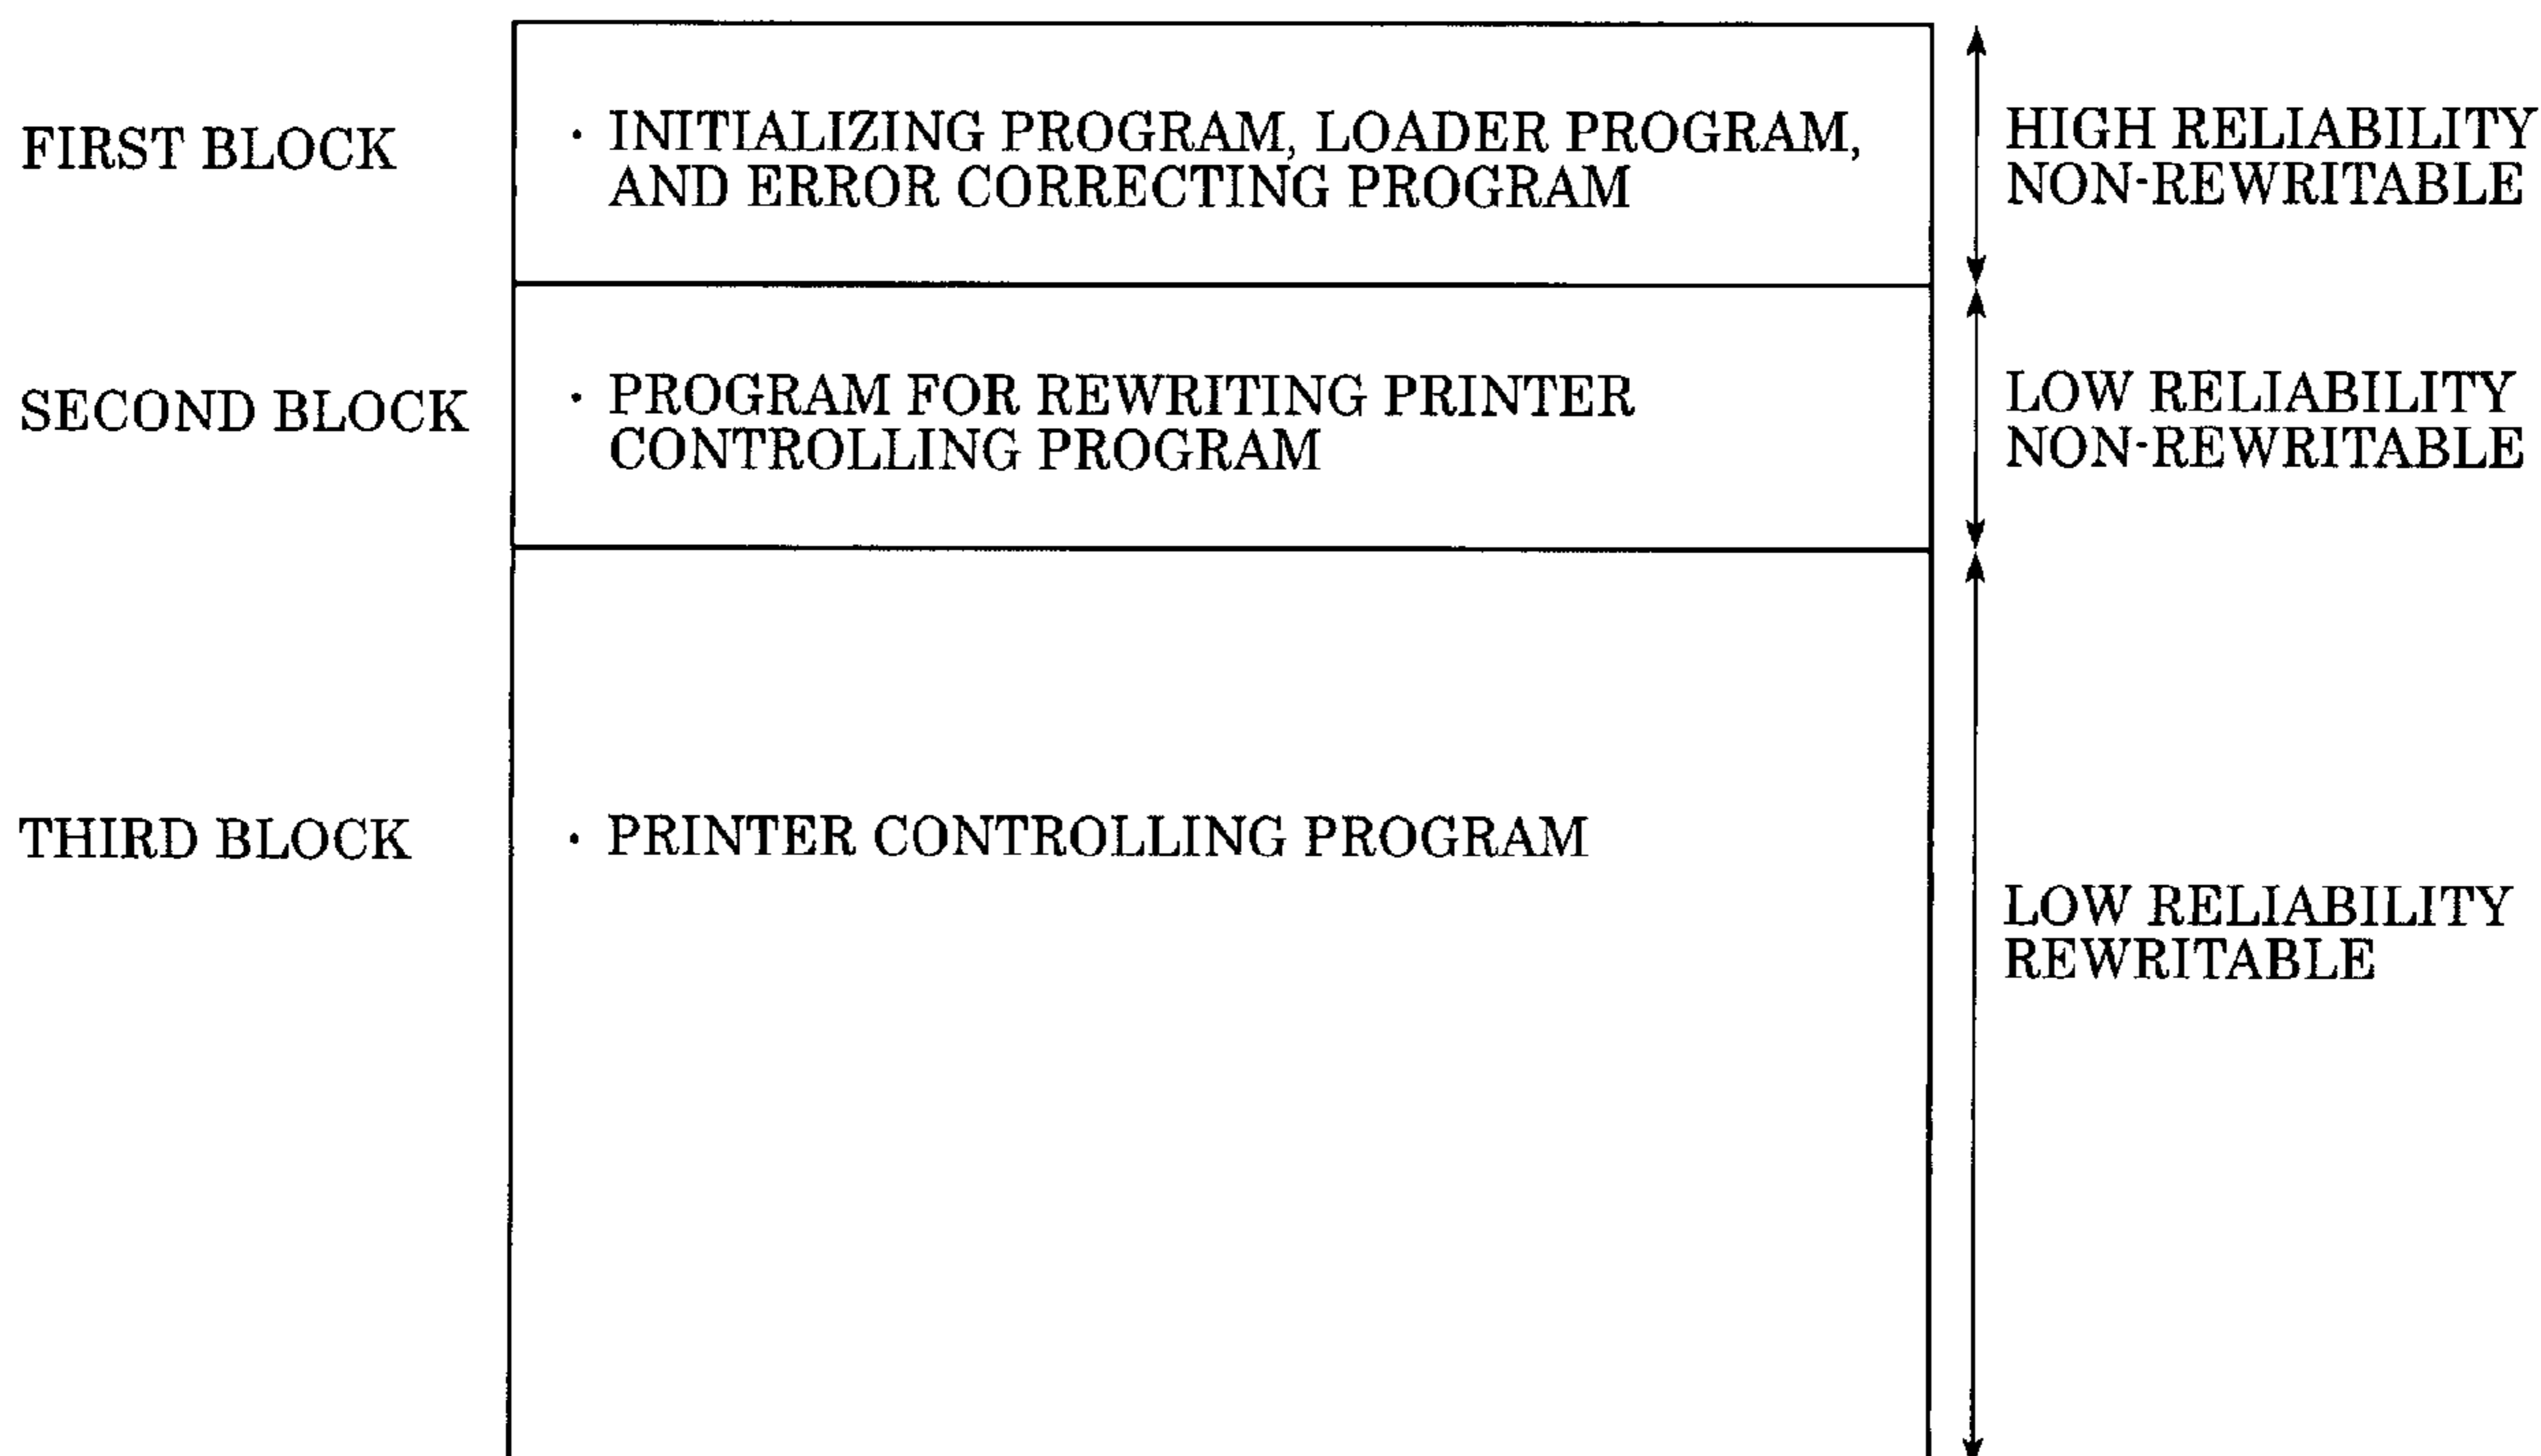 FIRST BLOCK
· INITIALIZING PROGRAM, LOADER PROGRAM,
AND ERROR CORRECTING PROGRAM
HIGH RELIABILITY
NON-REWRITABLE
SECOND BLOCK
· PROGRAM FOR REWRITING PRINTER
CONTROLLING PROGRAM
LOW RELIABILITY
NON-REWRITABLE
THIRD BLOCK
· PRINTER CONTROLLING PROGRAM
LOW RELIABILITY
REWRITABLE